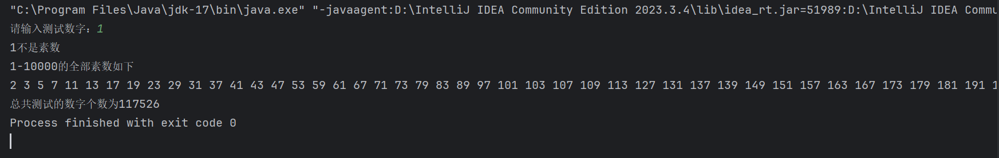 "C:\Program Files\Java\jdk-17\bin\java.exe" "-javaagent:D:\IntelliJ IDEA Community Edition 2023.3.4\lib\idea_rt.jar=51989:D:\IntelliJ IDEA Commu
请输入测试数字：1
1不是素数
1-10000的全部素数如下
2 3 5 7 11 13 17 19 23 29 31 37 41 43 47 53 59 61 67 71 73 79 83 89 97 101 103 107 109 113 127 131 137 139 149 151 157 163 167 173 179 181 191 1
总共测试的数字个数为117526
Process finished with exit code 0